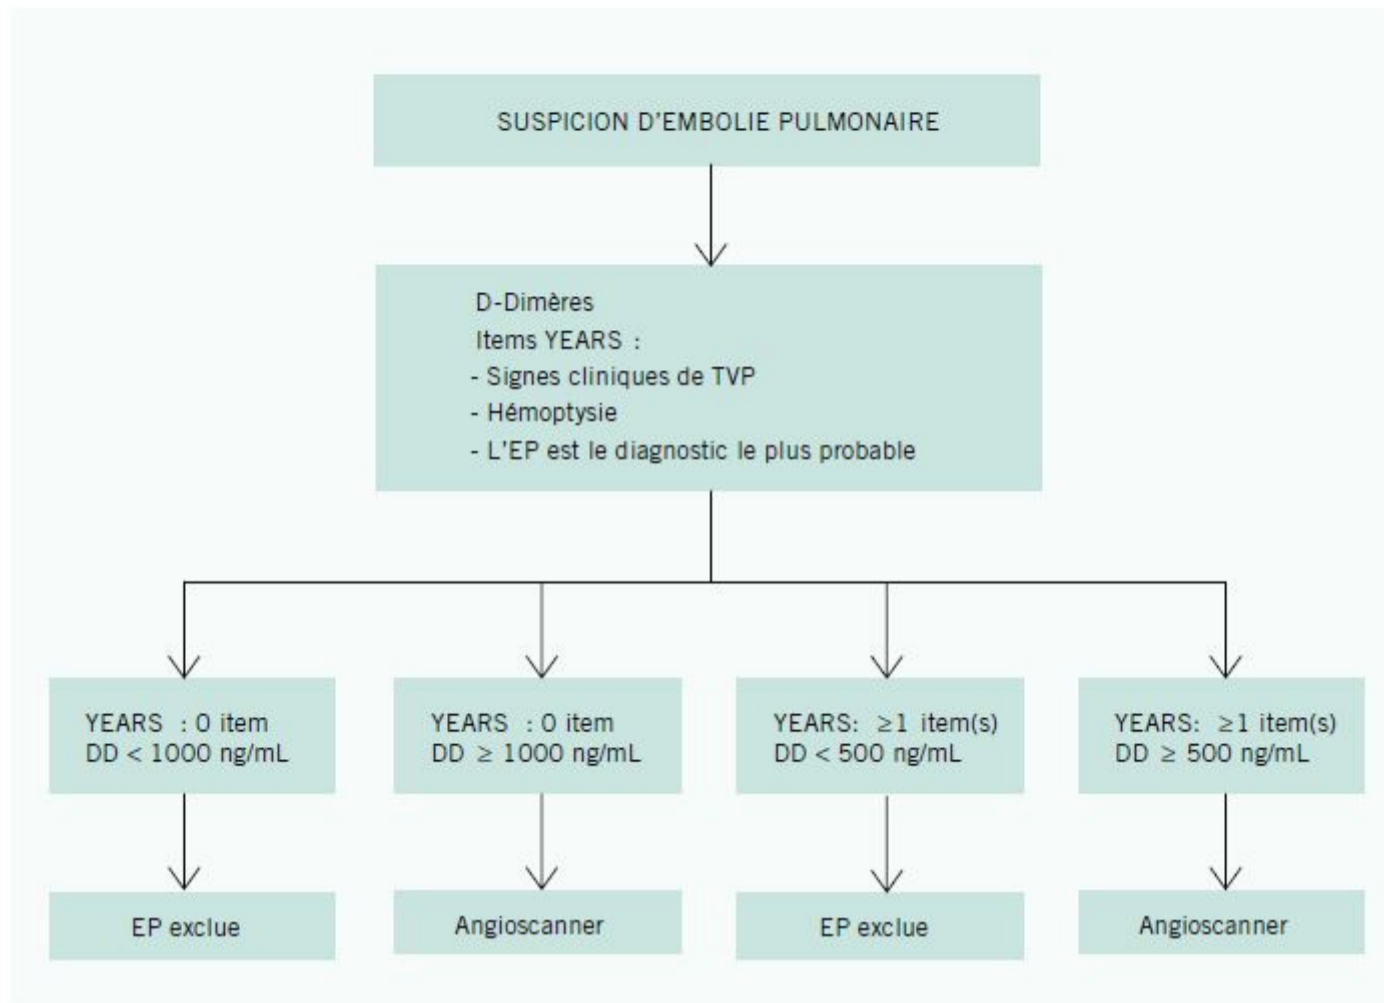 SUSPICION D'EMBOLIE PULMONAIRE
D-Dimères
Items YEARS :
- Signes cliniques de TVP
- Hémoptysie
- L'EP est le diagnostic le plus probable
YEARS : 0 item
DD < 1000 ng/mL
YEARS : 0 item
DD ≥ 1000 ng/mL
YEARS: ≥1 item(s)
DD < 500 ng/mL
YEARS: ≥1 item(s)
DD ≥ 500 ng/mL
EP exclue
Angioscanner
EP exclue
Angioscanner